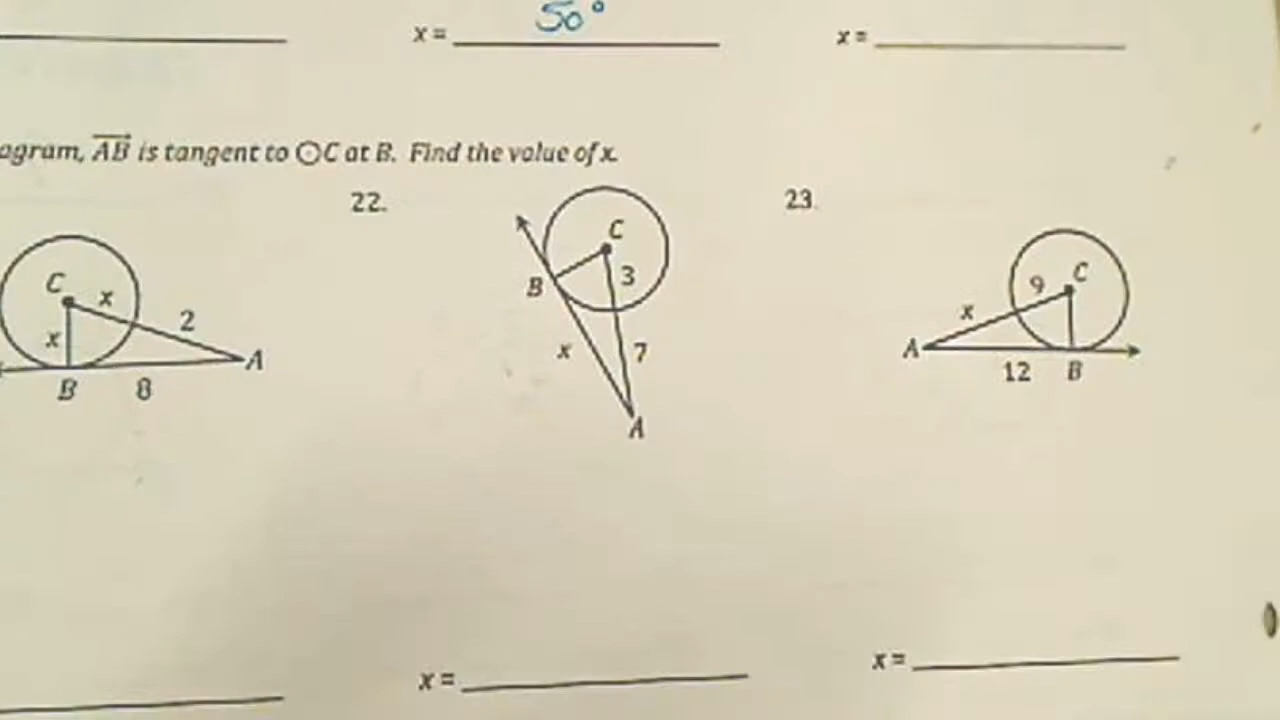 x = 50°
x =
agram, AB is tangent to ⊙C at B. Find the value of x.
22.
23.
C
x
2
x
A
B
8
C
3
B
x
7
A
C
9
x
A
12
B
x =
x =